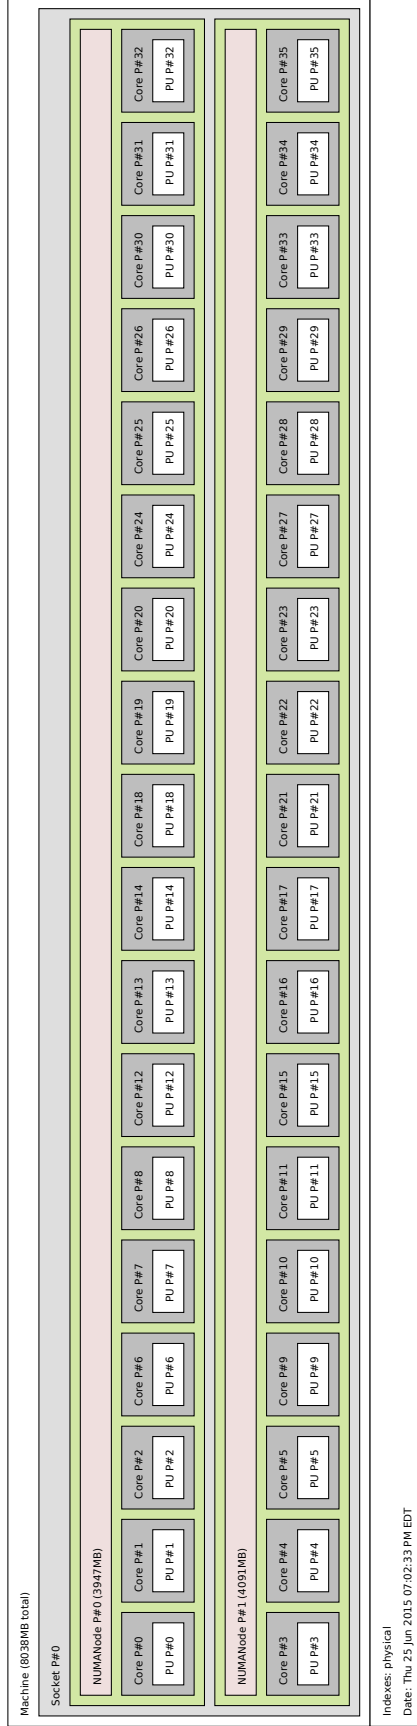 Machine (8038MB total)
Socket P#0
NUMANode P#0 (3947MB)
Core P#0
PU P#0
Core P#1
PU P#1
Core P#2
PU P#2
Core P#6
PU P#6
Core P#7
PU P#7
Core P#8
PU P#8
Core P#12
PU P#12
Core P#13
PU P#13
Core P#14
PU P#14
Core P#18
PU P#18
Core P#19
PU P#19
Core P#20
PU P#20
Core P#24
PU P#24
Core P#25
PU P#25
Core P#26
PU P#26
Core P#30
PU P#30
Core P#31
PU P#31
Core P#32
PU P#32
NUMANode P#1 (4091MB)
Core P#3
PU P#3
Core P#4
PU P#4
Core P#5
PU P#5
Core P#9
PU P#9
Core P#10
PU P#10
Core P#11
PU P#11
Core P#15
PU P#15
Core P#16
PU P#16
Core P#17
PU P#17
Core P#21
PU P#21
Core P#22
PU P#22
Core P#23
PU P#23
Core P#27
PU P#27
Core P#28
PU P#28
Core P#29
PU P#29
Core P#33
PU P#33
Core P#34
PU P#34
Core P#35
PU P#35
Indexes: physical
Date: Thu 25 Jun 2015 07:02:33 PM EDT